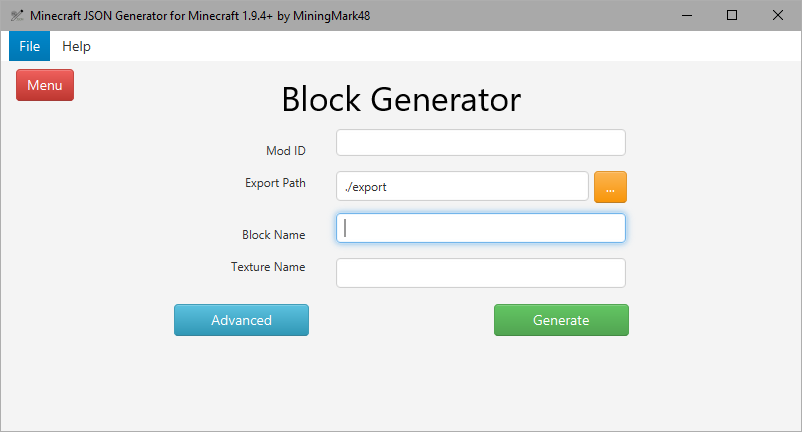 Minecraft JSON Generator for Minecraft 1.9.4+ by MiningMark48
File Help
Menu
Block Generator
Mod ID
Export Path ./export ...
Block Name
Texture Name
Advanced Generate